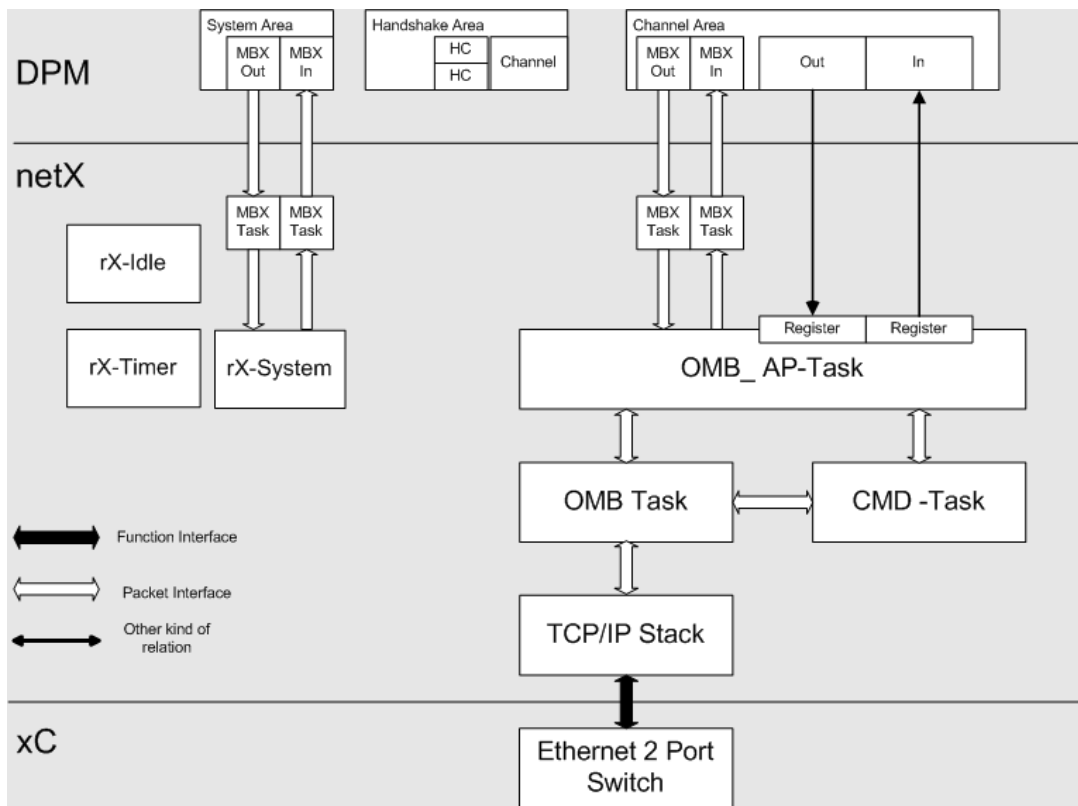 DPM
System Area
MBX
Out
MBX
In
Handshake Area
HC
HC
Channel
Channel Area
MBX
Out
MBX
In
Out
In
netX
MBX
Task
MBX
Task
MBX
Task
MBX
Task
rX-Idle
rX-Timer
rX-System
Register
Register
OMB_ AP-Task
OMB Task
CMD -Task
Function Interface
Packet Interface
Other kind of
relation
TCP/IP Stack
xC
Ethernet 2 Port
Switch